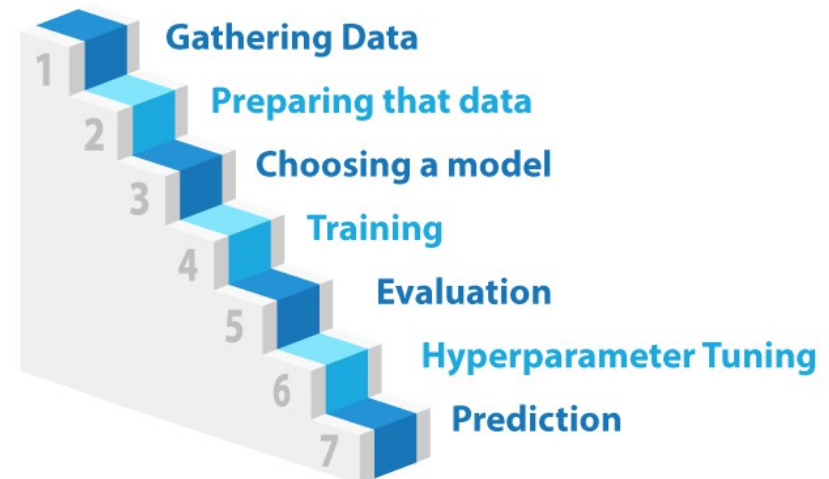 1 Gathering Data
2 Preparing that data
3 Choosing a model
4 Training
5 Evaluation
6 Hyperparameter Tuning
7 Prediction